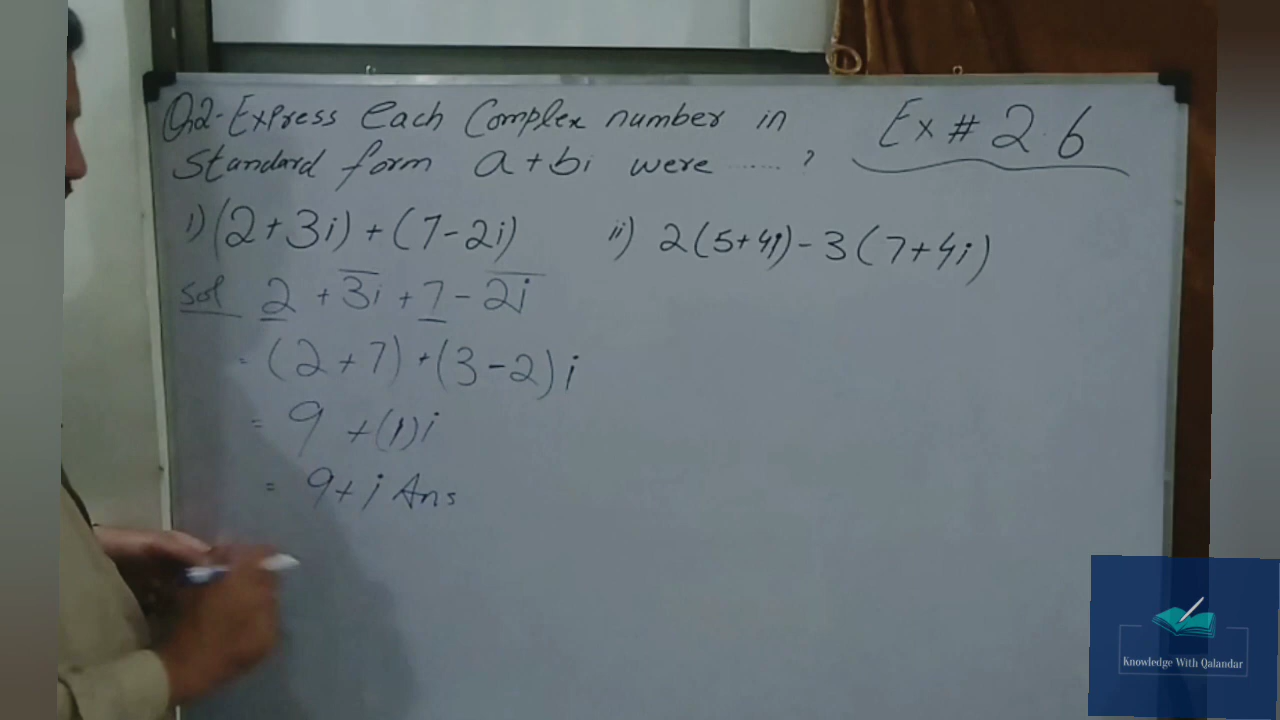 Q.2- Express each Complex number in
Standard form a+bi were ...... ?
Ex # 2.6
i) (2+3i)+(7-2i)
ii) 2(5+4i)-3(7+4i)
Sol 2 +3i +7 - 2i
= (2+7)+(3-2)i
= 9 +(1)i
= 9+i Ans
Knowledge With Qalandar